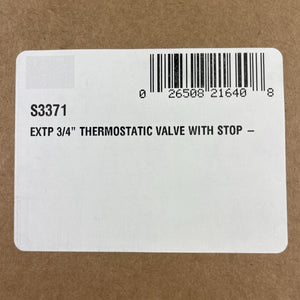 0 26508 21640 8
S3371
EXTP 3/4" THERMOSTATIC VALVE WITH STOP –